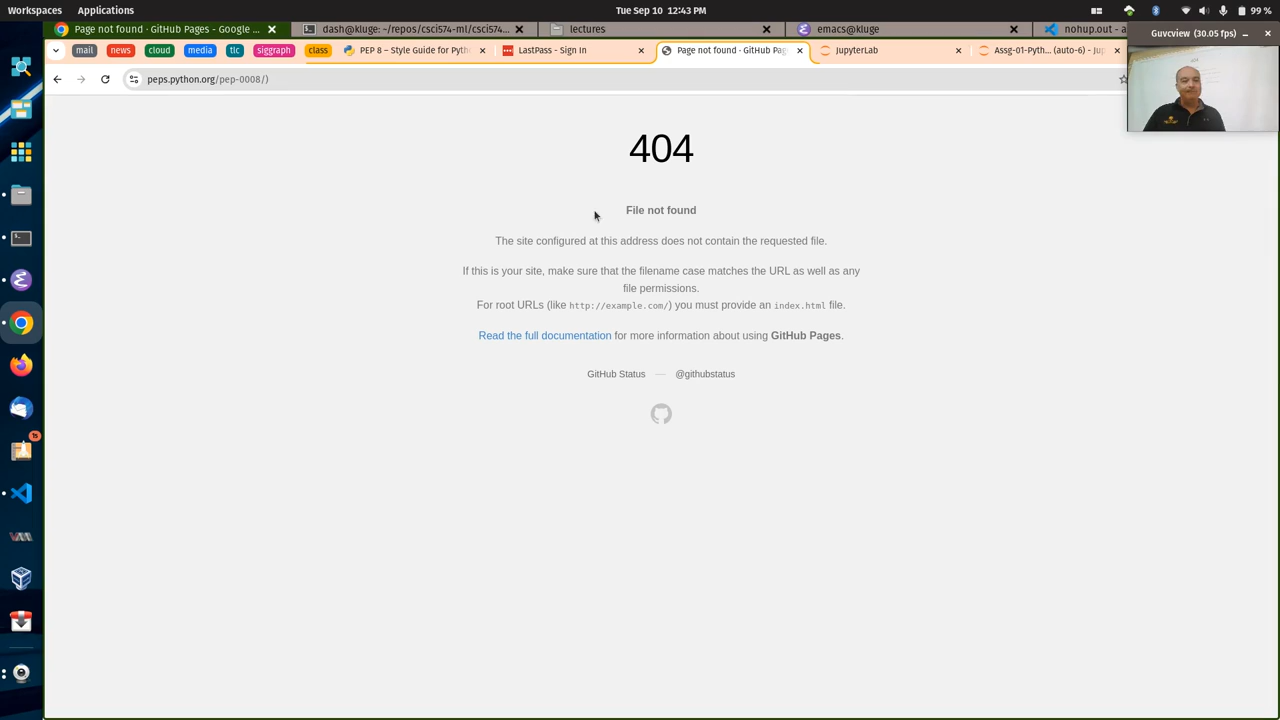 Workspaces
Applications
Tue Sep 10 12:43 PM
99 %
Page not found · GitHub Pages - Google ...
dash@kluge: ~/repos/csci574-ml/csci574...
lectures
emacs@kluge
nohup.out - a
Guvcview (30.05 fps)
mail
news
cloud
media
tlc
siggraph
class
PEP 8 – Style Guide for Pyth
LastPass - Sign In
Page not found · GitHub Pag
JupyterLab
Assg-01-Pyth... (auto-6) - Jup
peps.python.org/pep-0008/)
404
File not found
The site configured at this address does not contain the requested file.
If this is your site, make sure that the filename case matches the URL as well as any
file permissions.
For root URLs (like http://example.com/) you must provide an index.html file.
Read the full documentation for more information about using GitHub Pages.
GitHub Status — @githubstatus